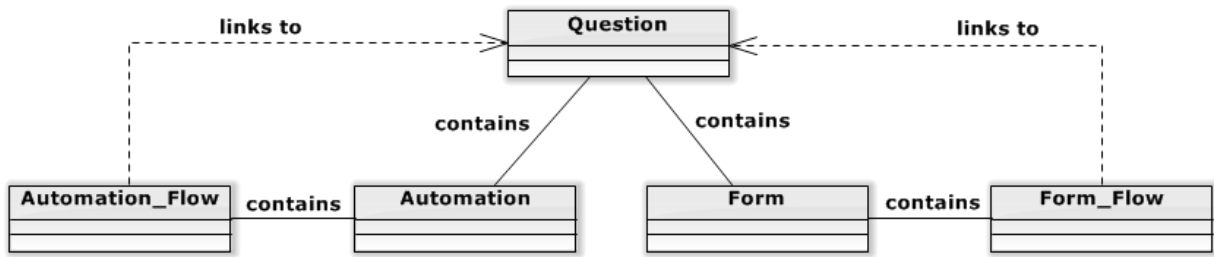 links to
Question
links to
contains
contains
Automation_Flow
contains
Automation
Form
contains
Form_Flow